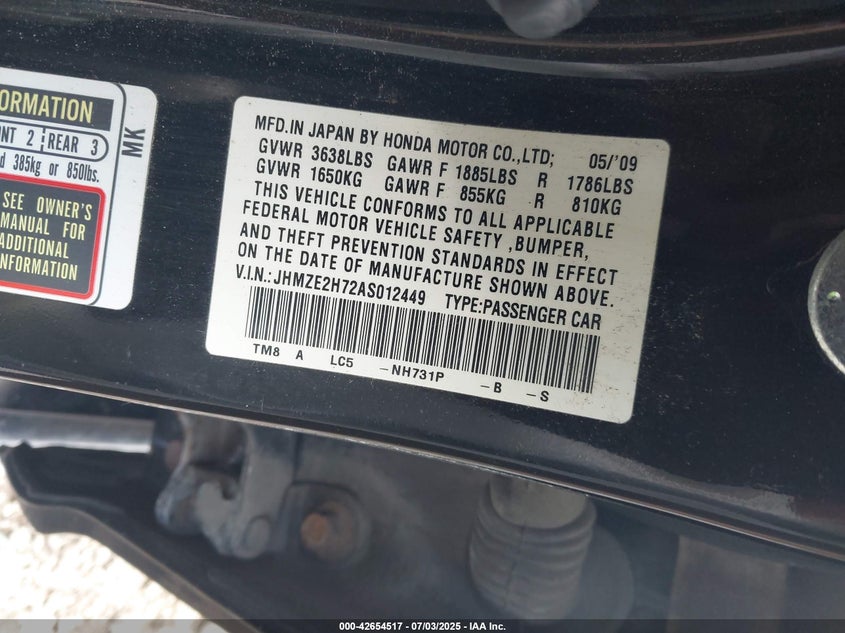 ORMATION
NT 2 REAR 3
d 385kg or 850lbs.
SEE OWNER'S
MANUAL FOR
ADDITIONAL
INFORMATION
MK
MFD.IN JAPAN BY HONDA MOTOR CO.,LTD; 05/'09
GVWR 3638LBS GAWR F 1885LBS R 1786LBS
GVWR 1650KG GAWR F 855KG R 810KG
THIS VEHICLE CONFORMS TO ALL APPLICABLE
FEDERAL MOTOR VEHICLE SAFETY ,BUMPER,
AND THEFT PREVENTION STANDARDS IN EFFECT
ON THE DATE OF MANUFACTURE SHOWN ABOVE.
V.I.N.:JHMZE2H72AS012449 TYPE:PASSENGER CAR
TM8 A LC5 -NH731P -B -S
000-42654517 - 07/03/2025 - IAA Inc.